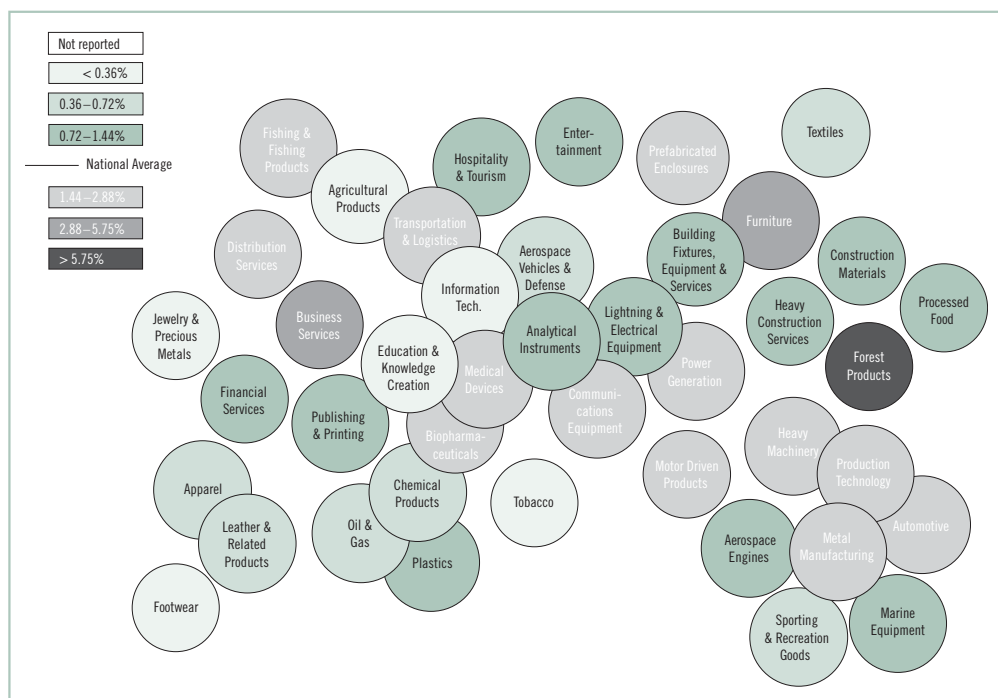 Not reported
< 0.36%
0.36–0.72%
0.72–1.44%
National Average
1.44–2.88%
2.88–5.75%
> 5.75%
Fishing &
Fishing
Products
Agricultural
Products
Hospitality
& Tourism
Enter-
tainment
Prefabricated
Enclosures
Textiles
Transportation
& Logistics
Distribution
Services
Aerospace
Vehicles &
Defense
Building
Fixtures,
Equipment &
Services
Furniture
Construction
Materials
Information
Tech.
Jewelry &
Precious
Metals
Business
Services
Education &
Knowledge
Creation
Analytical
Instruments
Lightning &
Electrical
Equipment
Heavy
Construction
Services
Processed
Food
Medical
Devices
Power
Generation
Forest
Products
Financial
Services
Publishing
& Printing
Communi-
cations
Equipment
Biopharma-
ceuticals
Heavy
Machinery
Motor Driven
Products
Production
Technology
Apparel
Chemical
Products
Tobacco
Leather &
Related
Products
Oil &
Gas
Plastics
Aerospace
Engines
Metal
Manufacturing
Automotive
Footwear
Sporting
& Recreation
Goods
Marine
Equipment